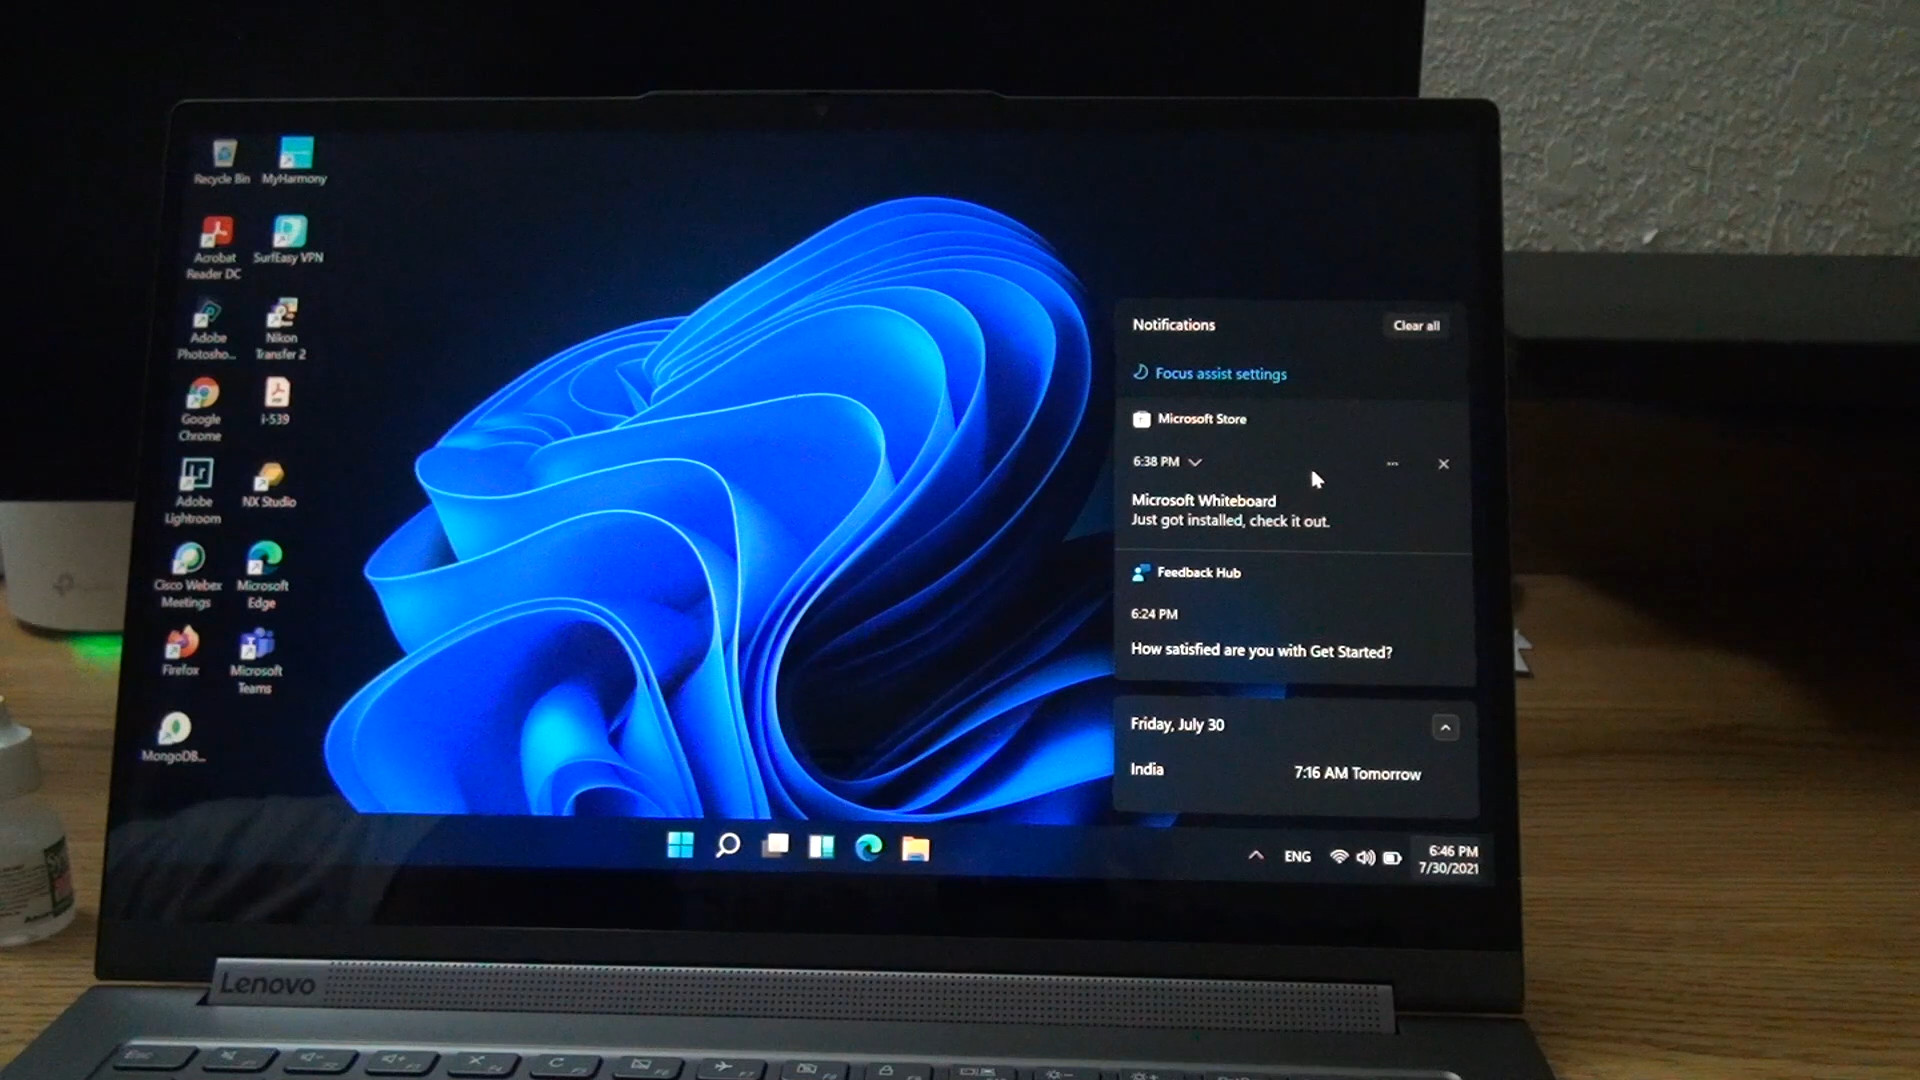 Recycle Bin
MyHarmony
Acrobat
Reader DC
SurfEasy VPN
Adobe
Photosho...
Nikon
Transfer 2
Google
Chrome
i-539
Adobe
Lightroom
NX Studio
Cisco Webex
Meetings
Microsoft
Edge
Firefox
Microsoft
Teams
MongoDB...
Notifications
Clear all
Focus assist settings
Microsoft Store
6:38 PM
Microsoft Whiteboard
Just got installed, check it out.
Feedback Hub
6:24 PM
How satisfied are you with Get Started?
Friday, July 30
India
7:16 AM Tomorrow
ENG
6:46 PM
7/30/2021
Lenovo
Esc